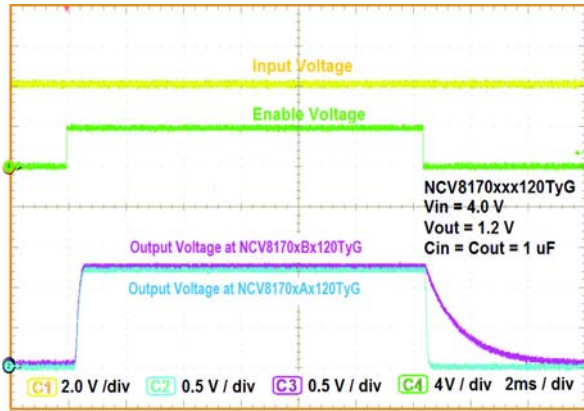 Input Voltage
Enable Voltage
NCV8170xxx120TyG
Vin = 4.0 V
Vout = 1.2 V
Cin = Cout = 1 uF
Output Voltage at NCV8170xBx120TyG
Output Voltage at NCV8170xAx120TyG
C1 2.0 V /div C2 0.5 V / div C3 0.5 V / div C4 4V / div 2ms / div